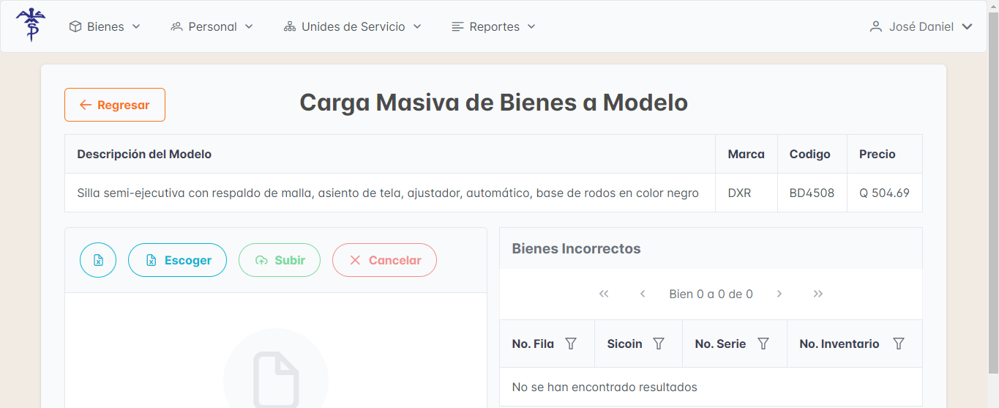 Bienes Personal Unides de Servicio Reportes José Daniel
Regresar
Carga Masiva de Bienes a Modelo
Descripción del Modelo Marca Codigo Precio
Silla semi-ejecutiva con respaldo de malla, asiento de tela, ajustador, automático, base de rodos en color negro DXR BD4508 Q 504.69
Escoger Subir Cancelar
Bienes Incorrectos
Bien 0 a 0 de 0
No. Fila Sicoin No. Serie No. Inventario
No se han encontrado resultados